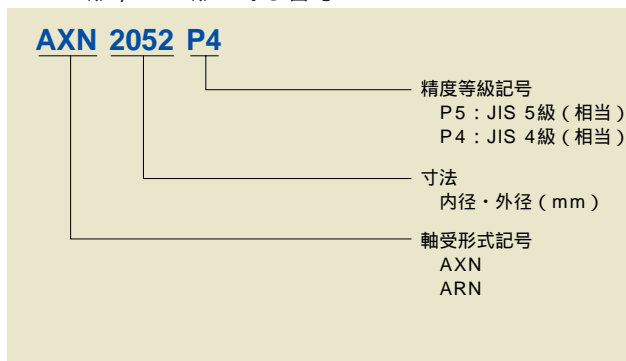 AXN 2052 P4
精度等級記号
P5：JIS 5級（相当）
P4：JIS 4級（相当）
寸法
内径・外径（mm）
軸受形式記号
AXN
ARN